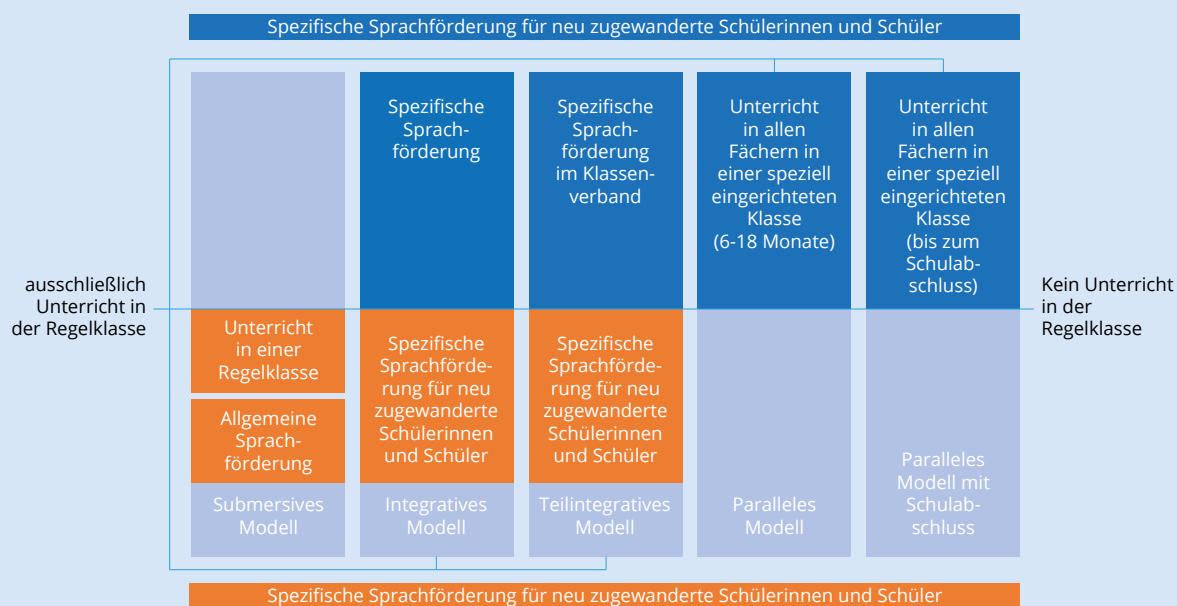 Spezifische Sprachförderung für neu zugewanderte Schülerinnen und Schüler
Spezifische
Sprach-
förderung
Spezifische
Sprach-
förderung
im Klassen-
verband
Unterricht
in allen
Fächern in
einer speziell
eingerichteten
Klasse
(6-18 Monate)
Unterricht
in allen
Fächern in
einer speziell
eingerichteten
Klasse
(bis zum
Schulab-
schluss)
ausschließlich
Unterricht in
der Regelklasse
Kein Unterricht
in der
Regelklasse
Unterricht
in einer
Regelklasse
Allgemeine
Sprach-
förderung
Spezifische
Sprachförde-
rung für neu
zugewanderte
Schülerinnen
und Schüler
Spezifische
Sprachförde-
rung für neu
zugewanderte
Schülerinnen
und Schüler
Submersives
Modell
Integratives
Modell
Teilintegratives
Modell
Paralleles
Modell
Paralleles
Modell mit
Schulab-
schluss
Spezifische Sprachförderung für neu zugewanderte Schülerinnen und Schüler